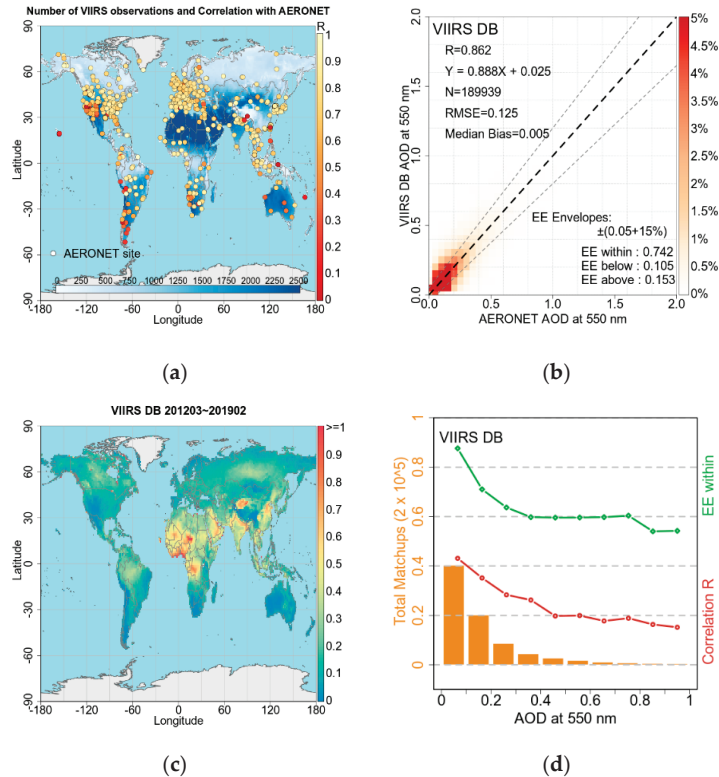 Number of VIIRS observations and Correlation with AERONET
R
90
60
30
0
-30
-60
90
Latitude
1
0.9
0.8
0.7
0.6
0.5
0.4
0.3
0.2
0.1
0
AERONET site
0 250 500 750 1000 1250 1500 1750 2000 2250 2500
-180 -120 -60 0 60 120 180
Longitude
(a)
VIIRS DB
R=0.862
Y = 0.888X + 0.025
N=189939
RMSE=0.125
Median Bias=0.005
EE Envelopes:
±(0.05+15%)
EE within : 0.742
EE below : 0.105
EE above : 0.153
VIIRS DB AOD at 550 nm
2.0
1.5
1.0
0.5
0.0
0.0 0.5 1.0 1.6 2.0
AERONET AOD at 550 nm
5%
5%
4%
4%
3%
3%
2%
2%
1%
0%
0%
(b)
VIIRS DB 201203~201902
90
60
30
0
-30
-60
-90
Latitude
>=1
0.9
0.8
0.7
0.6
0.5
0.4
0.3
0.2
0.1
0
-180 -120 -60 0 60 120 180
Longitude
(c)
VIIRS DB
Total Matchups (2 x 10^5)
1
0.8
0.6
0.4
0.2
0
EE within
Correlation R
0 0.2 0.4 0.6 0.8 1
AOD at 550 nm
(d)